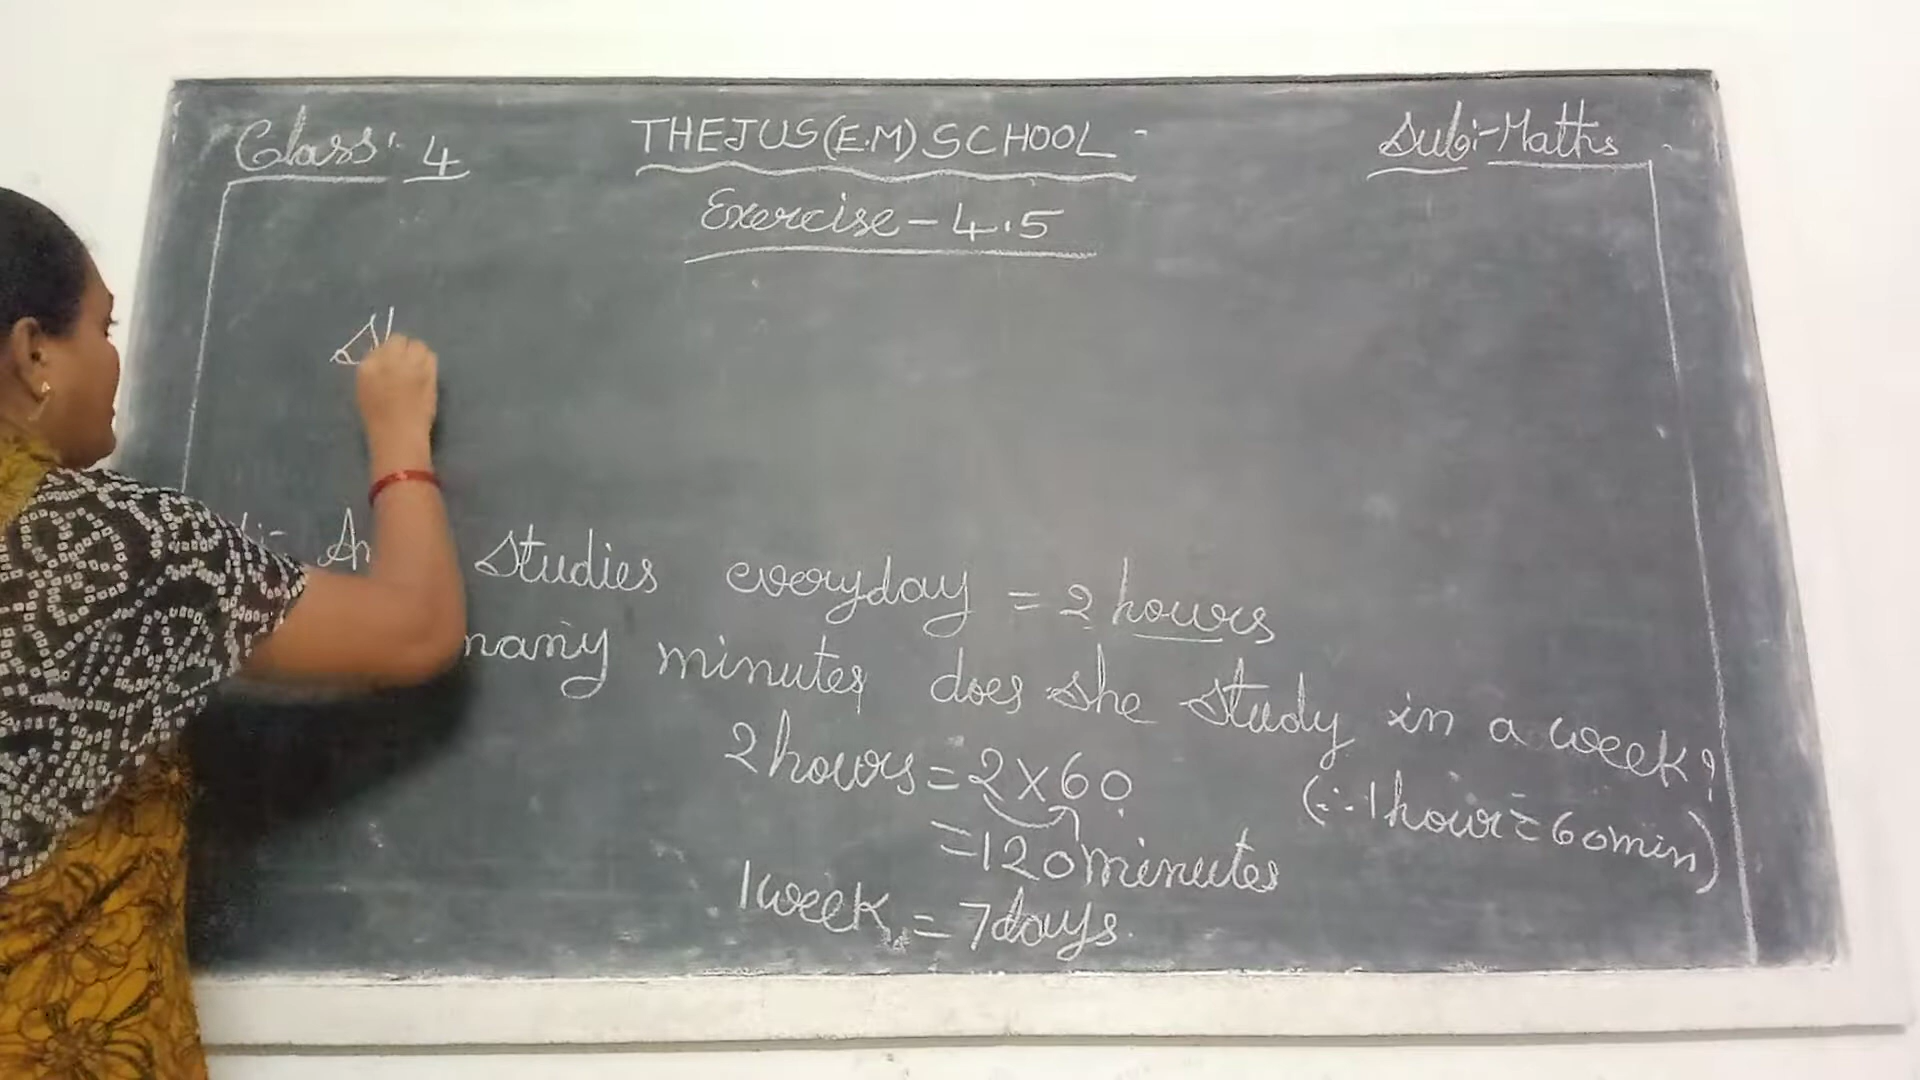 Class: 4
THEJUS (E.M) SCHOOL
Sub:- Maths
Exercise - 4.5
studies everyday = 2 hours
many minutes does she study in a week?
2 hours = 2 x 60
(∵ 1 hour = 60 min)
= 120 minutes
1 week = 7 days.